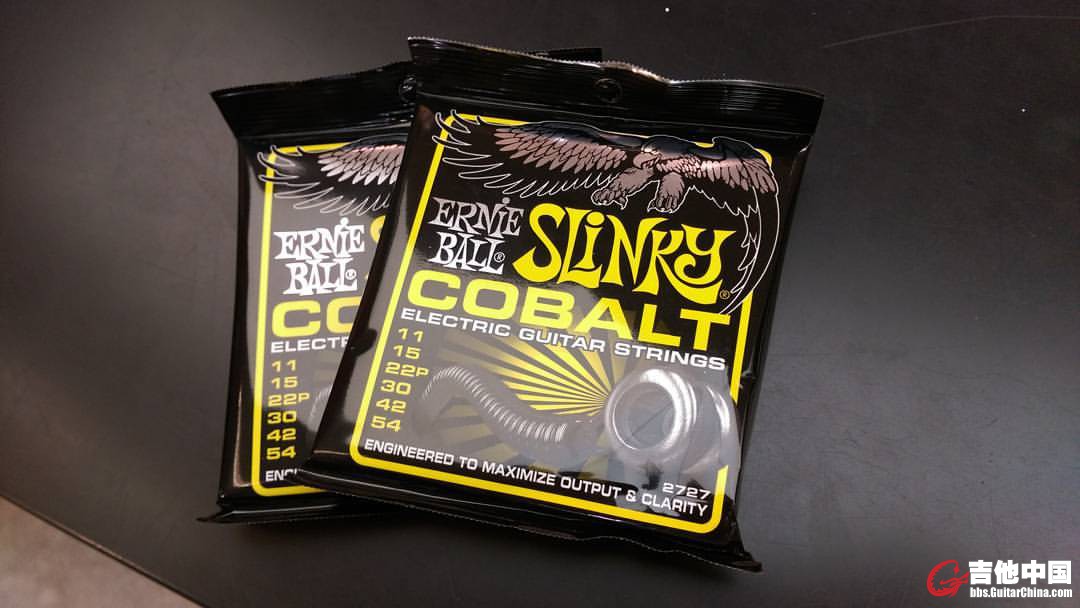 ERNIE BALL®
SLINKY®
COBALT
ELECTRIC GUITAR STRINGS
11
15
22P
30
42
54
2727
ENGINEERED TO MAXIMIZE OUTPUT & CLARITY
ERNIE BALL®
CO
ELECTR
11
15
22P
30
42
54
ENG
吉他中国
bbs.GuitarChina.com